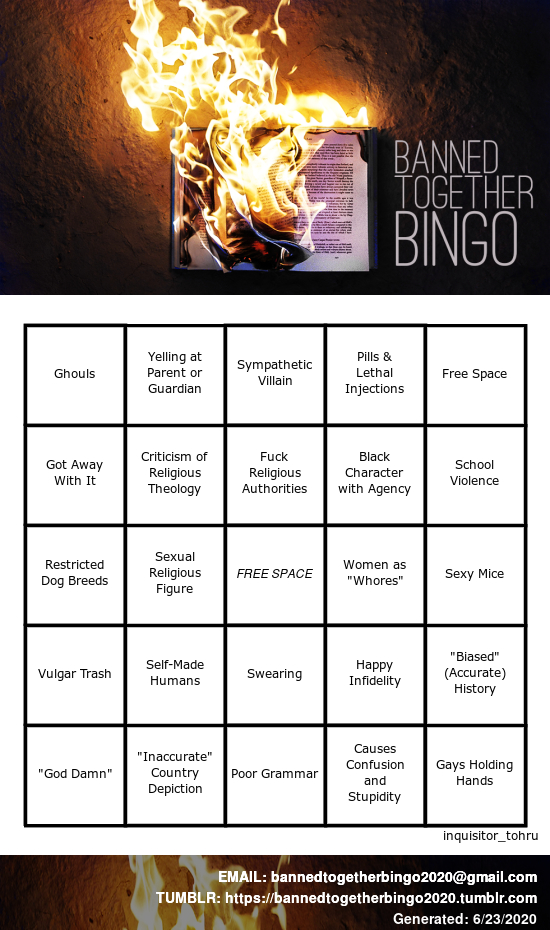 BANNED
TOGETHER
BINGO
Ghouls
Yelling at
Parent or
Guardian
Sympathetic
Villain
Pills &
Lethal
Injections
Free Space
Got Away
With It
Criticism of
Religious
Theology
Fuck
Religious
Authorities
Black
Character
with Agency
School
Violence
Restricted
Dog Breeds
Sexual
Religious
Figure
FREE SPACE
Women as
"Whores"
Sexy Mice
Vulgar Trash
Self-Made
Humans
Swearing
Happy
Infidelity
"Biased"
(Accurate)
History
"God Damn"
"Inaccurate"
Country
Depiction
Poor Grammar
Causes
Confusion
and
Stupidity
Gays Holding
Hands
inquisitor_tohru
EMAIL: bannedtogetherbingo2020@gmail.com
TUMBLR: https://bannedtogetherbingo2020.tumblr.com
Generated: 6/23/2020